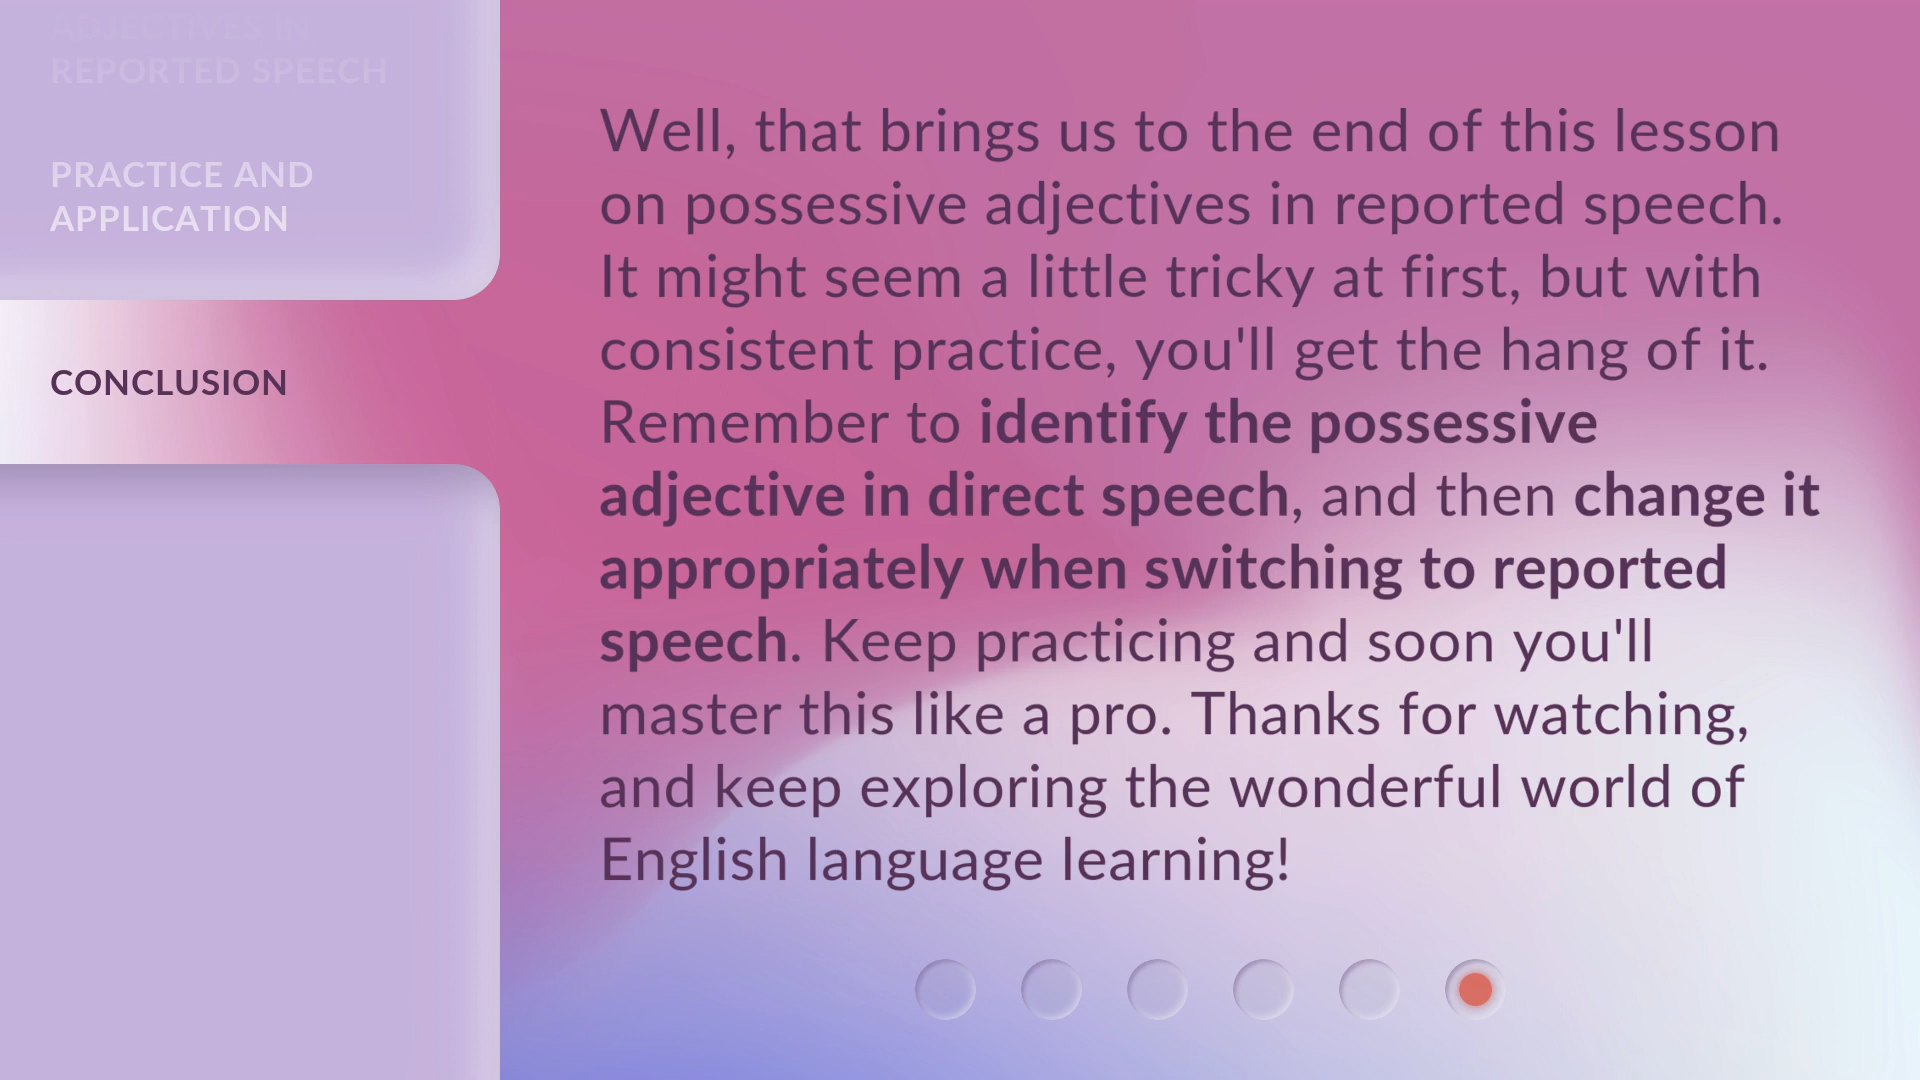 ADJECTIVES IN
REPORTED SPEECH
PRACTICE AND
APPLICATION
CONCLUSION
Well, that brings us to the end of this lesson
on possessive adjectives in reported speech.
It might seem a little tricky at first, but with
consistent practice, you'll get the hang of it.
Remember to identify the possessive
adjective in direct speech, and then change it
appropriately when switching to reported
speech. Keep practicing and soon you'll
master this like a pro. Thanks for watching,
and keep exploring the wonderful world of
English language learning!